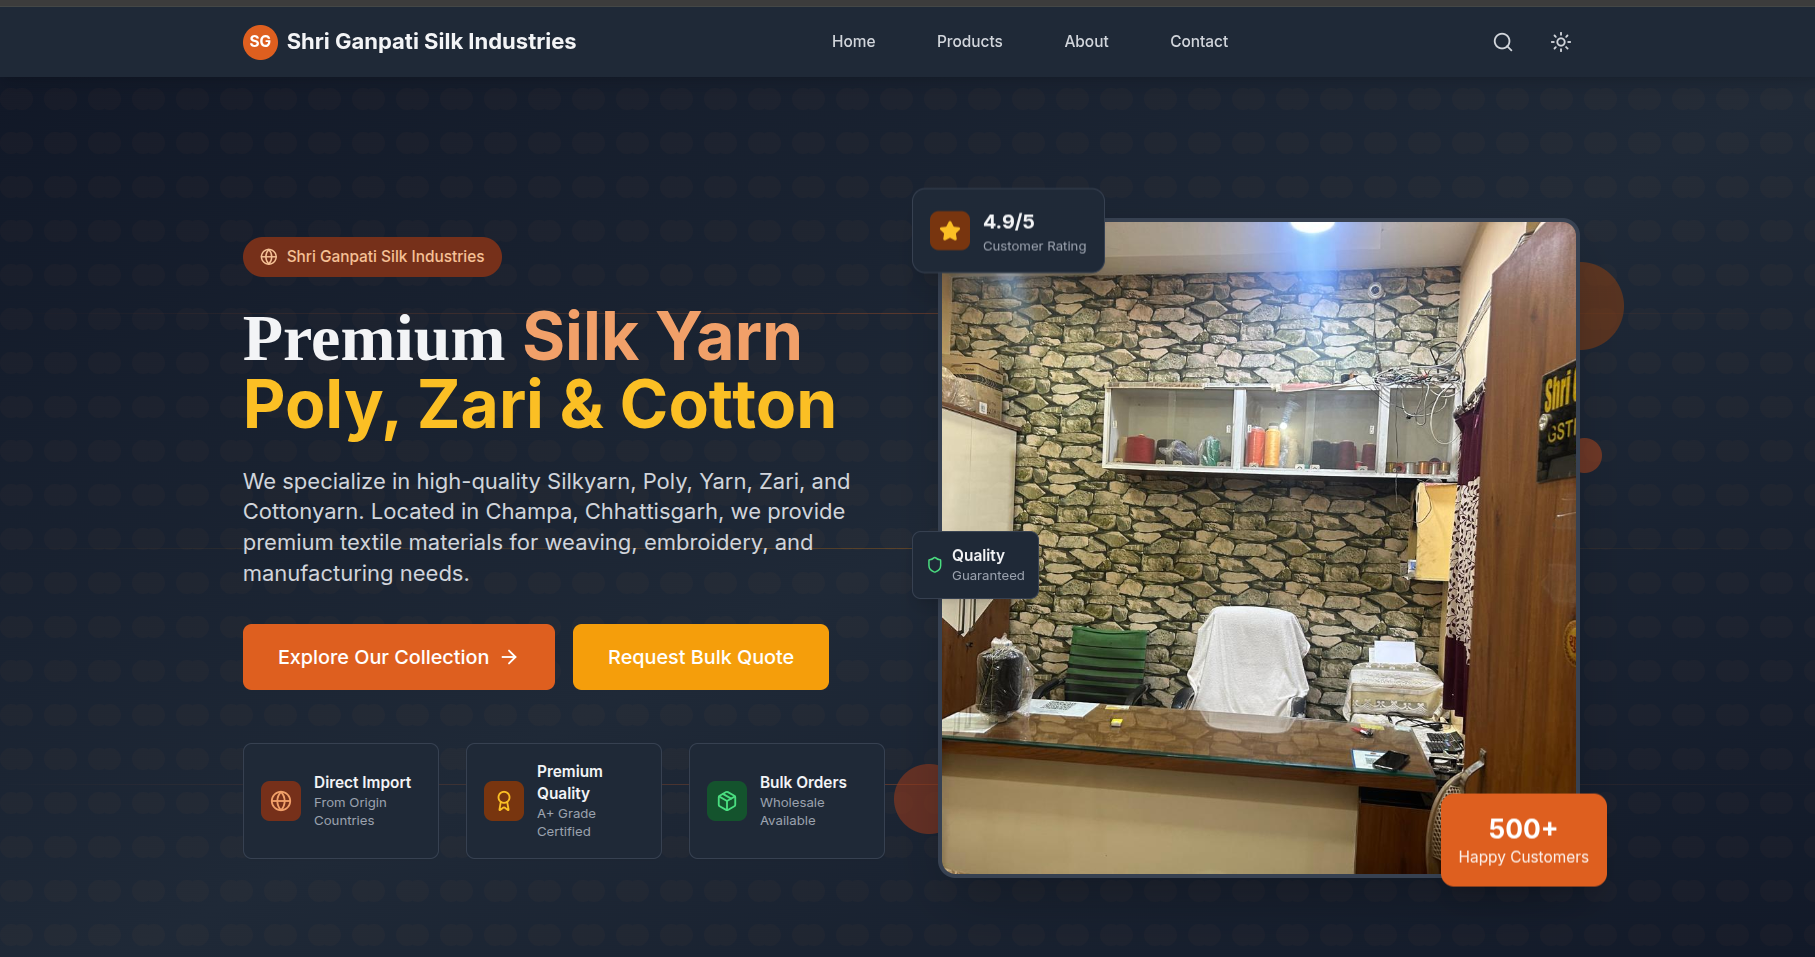 SG Shri Ganpati Silk Industries
Home Products About Contact
Shri Ganpati Silk Industries
Premium Silk Yarn
Poly, Zari & Cotton
We specialize in high-quality Silkyarn, Poly, Yarn, Zari, and
Cottonyarn. Located in Champa, Chhattisgarh, we provide
premium textile materials for weaving, embroidery, and
manufacturing needs.
Explore Our Collection
Request Bulk Quote
Direct Import
From Origin
Countries
Premium
Quality
A+ Grade
Certified
Bulk Orders
Wholesale
Available
4.9/5
Customer Rating
Shri
GSTI
Quality
Guaranteed
500+
Happy Customers